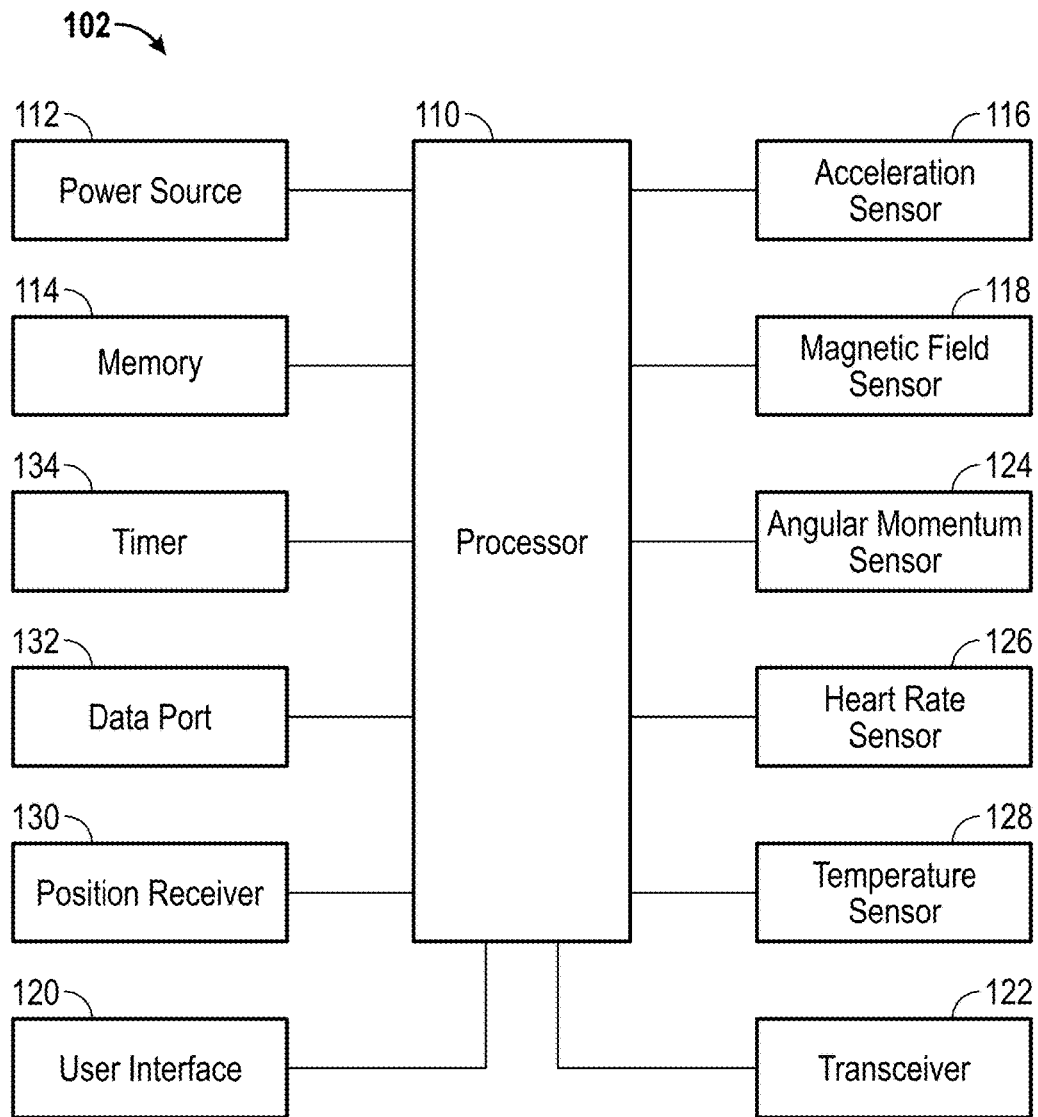 102
112
110
116
Power Source
Acceleration
Sensor
114
118
Memory
Magnetic Field
Sensor
134
124
Timer
Processor
Angular Momentum
Sensor
132
126
Data Port
Heart Rate
Sensor
130
128
Position Receiver
Temperature
Sensor
120
122
User Interface
Transceiver